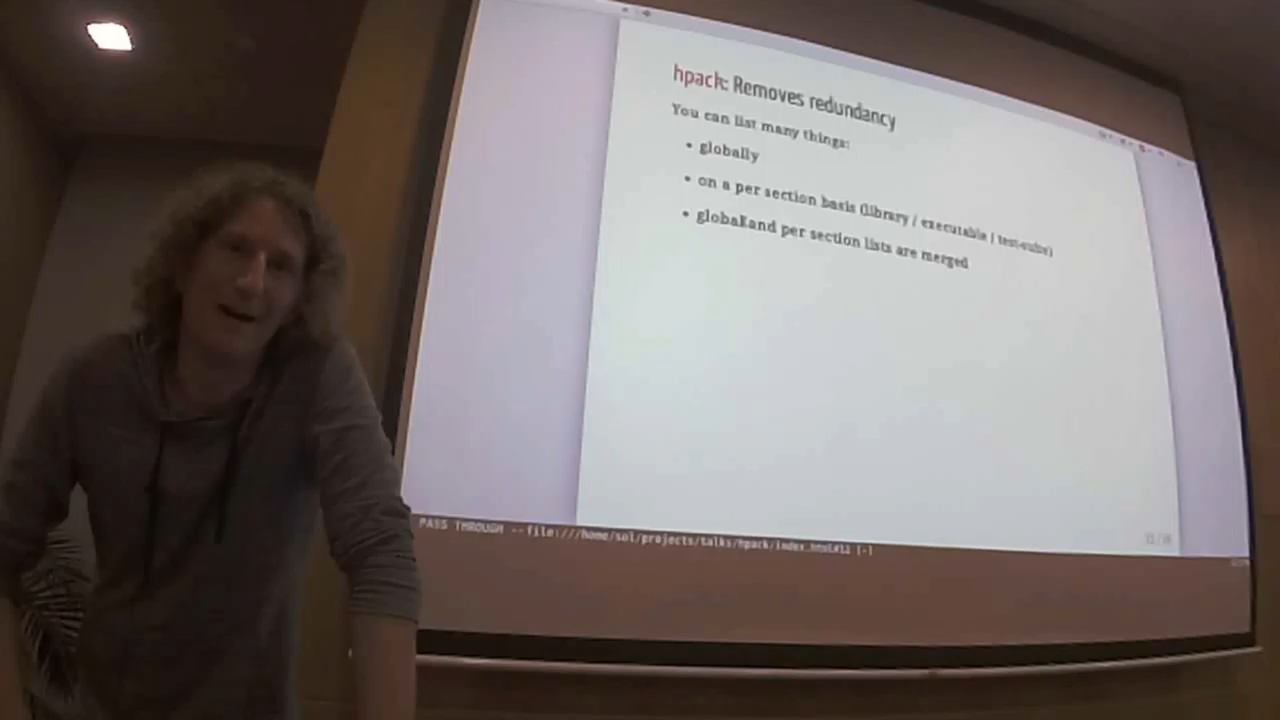 hpack: Removes redundancy
You can list many things:
• globally
• on a per section basis (library / executable / test-suite)
• global and per section lists are merged
PASS THROUGH --file:///home/sol/projects/talks/hpack/index.html#12 [-]